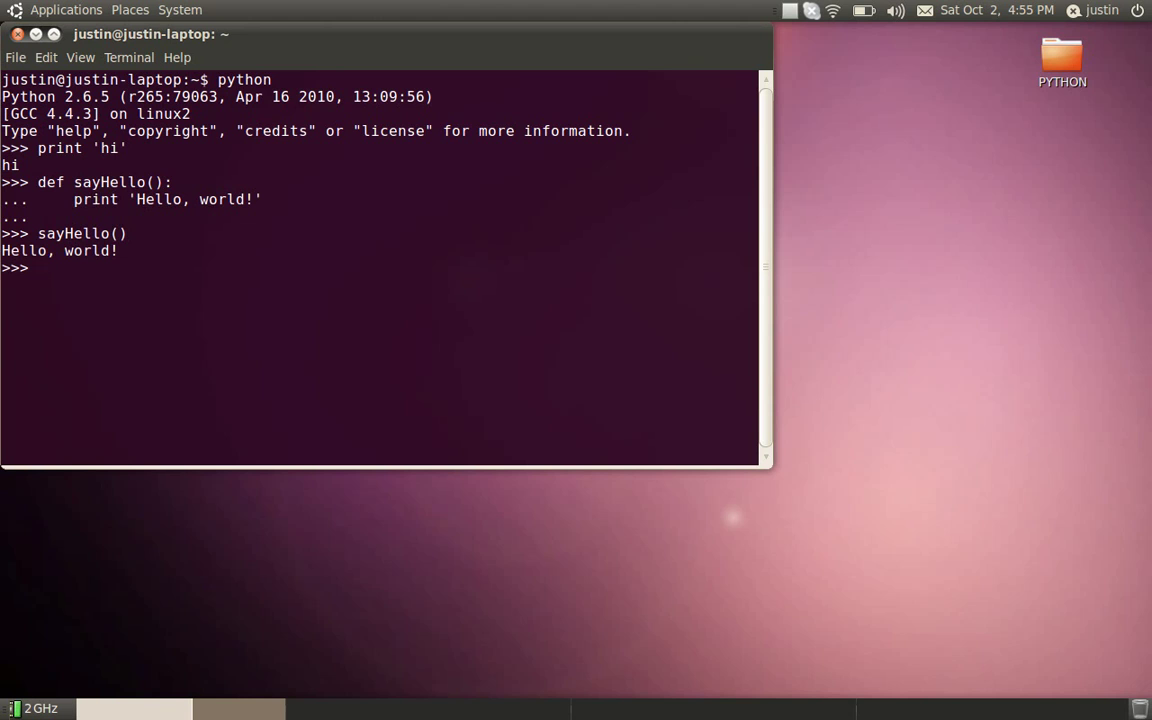 Applications Places System
Sat Oct 2, 4:55 PM justin
justin@justin-laptop: ~
File Edit View Terminal Help
justin@justin-laptop:~$ python
Python 2.6.5 (r265:79063, Apr 16 2010, 13:09:56)
[GCC 4.4.3] on linux2
Type "help", "copyright", "credits" or "license" for more information.
>>> print 'hi'
hi
>>> def sayHello():
...     print 'Hello, world!'
...
>>> sayHello()
Hello, world!
>>>
PYTHON
2 GHz